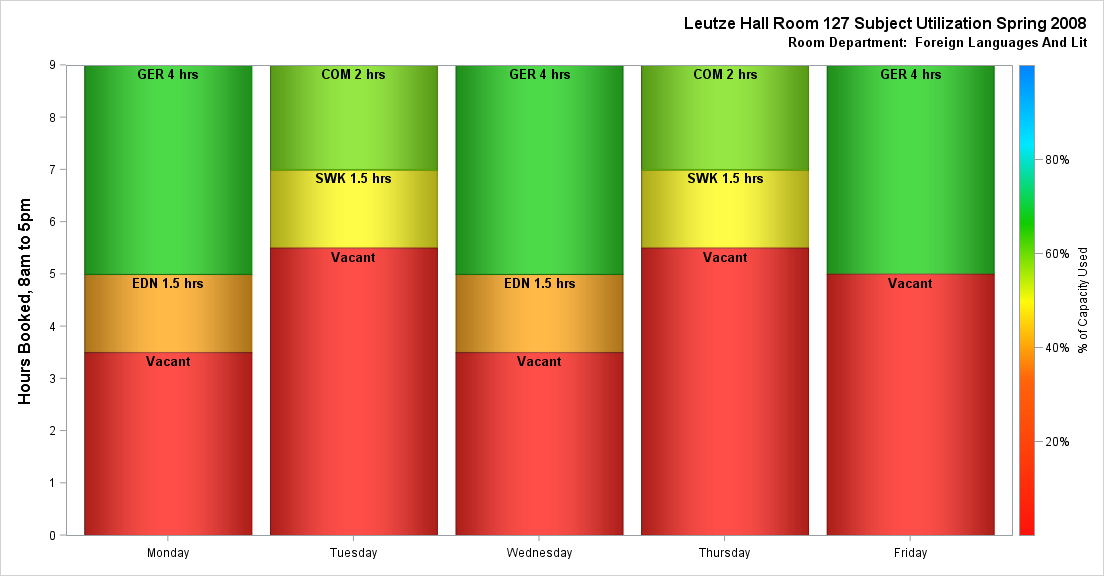 Leutze Hall Room 127 Subject Utilization Spring 2008
Room Department:  Foreign Languages And Lit
Hours Booked, 8am to 5pm
9
8
7
6
5
4
3
2
1
0
GER 4 hrs
EDN 1.5 hrs
Vacant
COM 2 hrs
SWK 1.5 hrs
Vacant
GER 4 hrs
EDN 1.5 hrs
Vacant
COM 2 hrs
SWK 1.5 hrs
Vacant
GER 4 hrs
Vacant
Monday
Tuesday
Wednesday
Thursday
Friday
80%
60%
40%
20%
% of Capacity Used